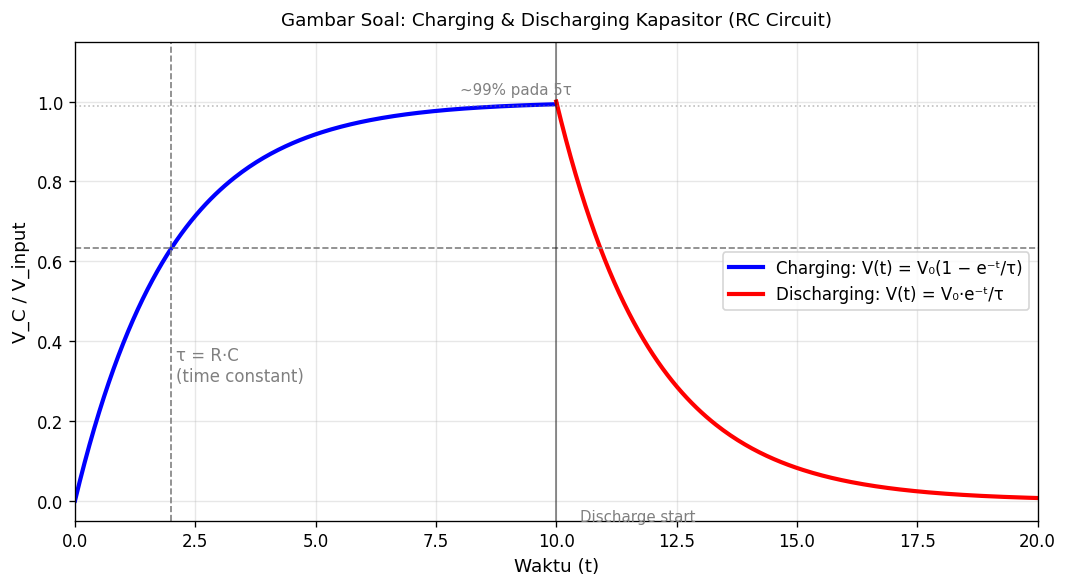 Gambar Soal: Charging & Discharging Kapasitor (RC Circuit)
~99% pada 5τ
1.0
0.8
0.6
0.4
0.2
0.0
V_C / V_input
Charging: V(t) = V₀(1 − e⁻ᵗ/τ)
Discharging: V(t) = V₀·e⁻ᵗ/τ
τ = R·C
(time constant)
Discharge start
0.0 2.5 5.0 7.5 10.0 12.5 15.0 17.5 20.0
Waktu (t)